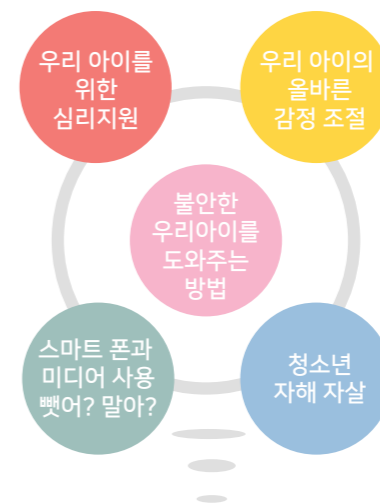 우리 아이를
위한
심리지원
우리 아이의
올바른
감정 조절
불안한
우리아이를
도와주는
방법
스마트 폰과
미디어 사용
뺏어? 말아?
청소년
자해 자살